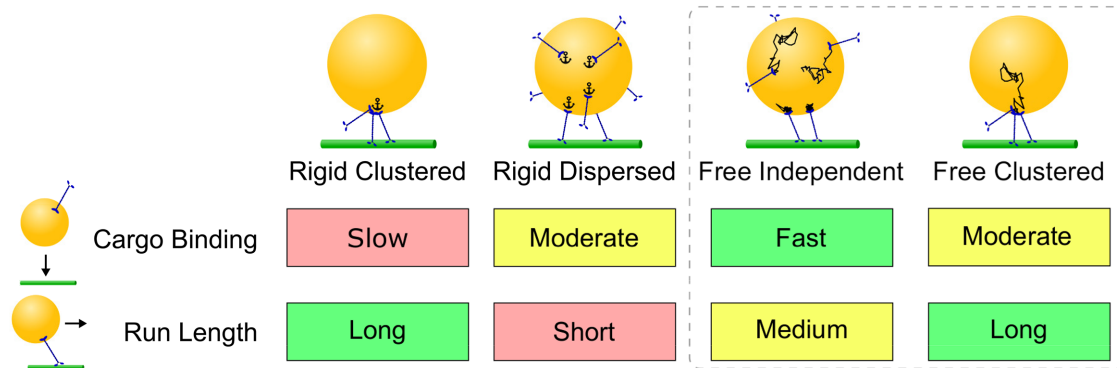 Rigid Clustered Rigid Dispersed Free Independent Free Clustered
Cargo Binding Slow Moderate Fast Moderate
Run Length Long Short Medium Long